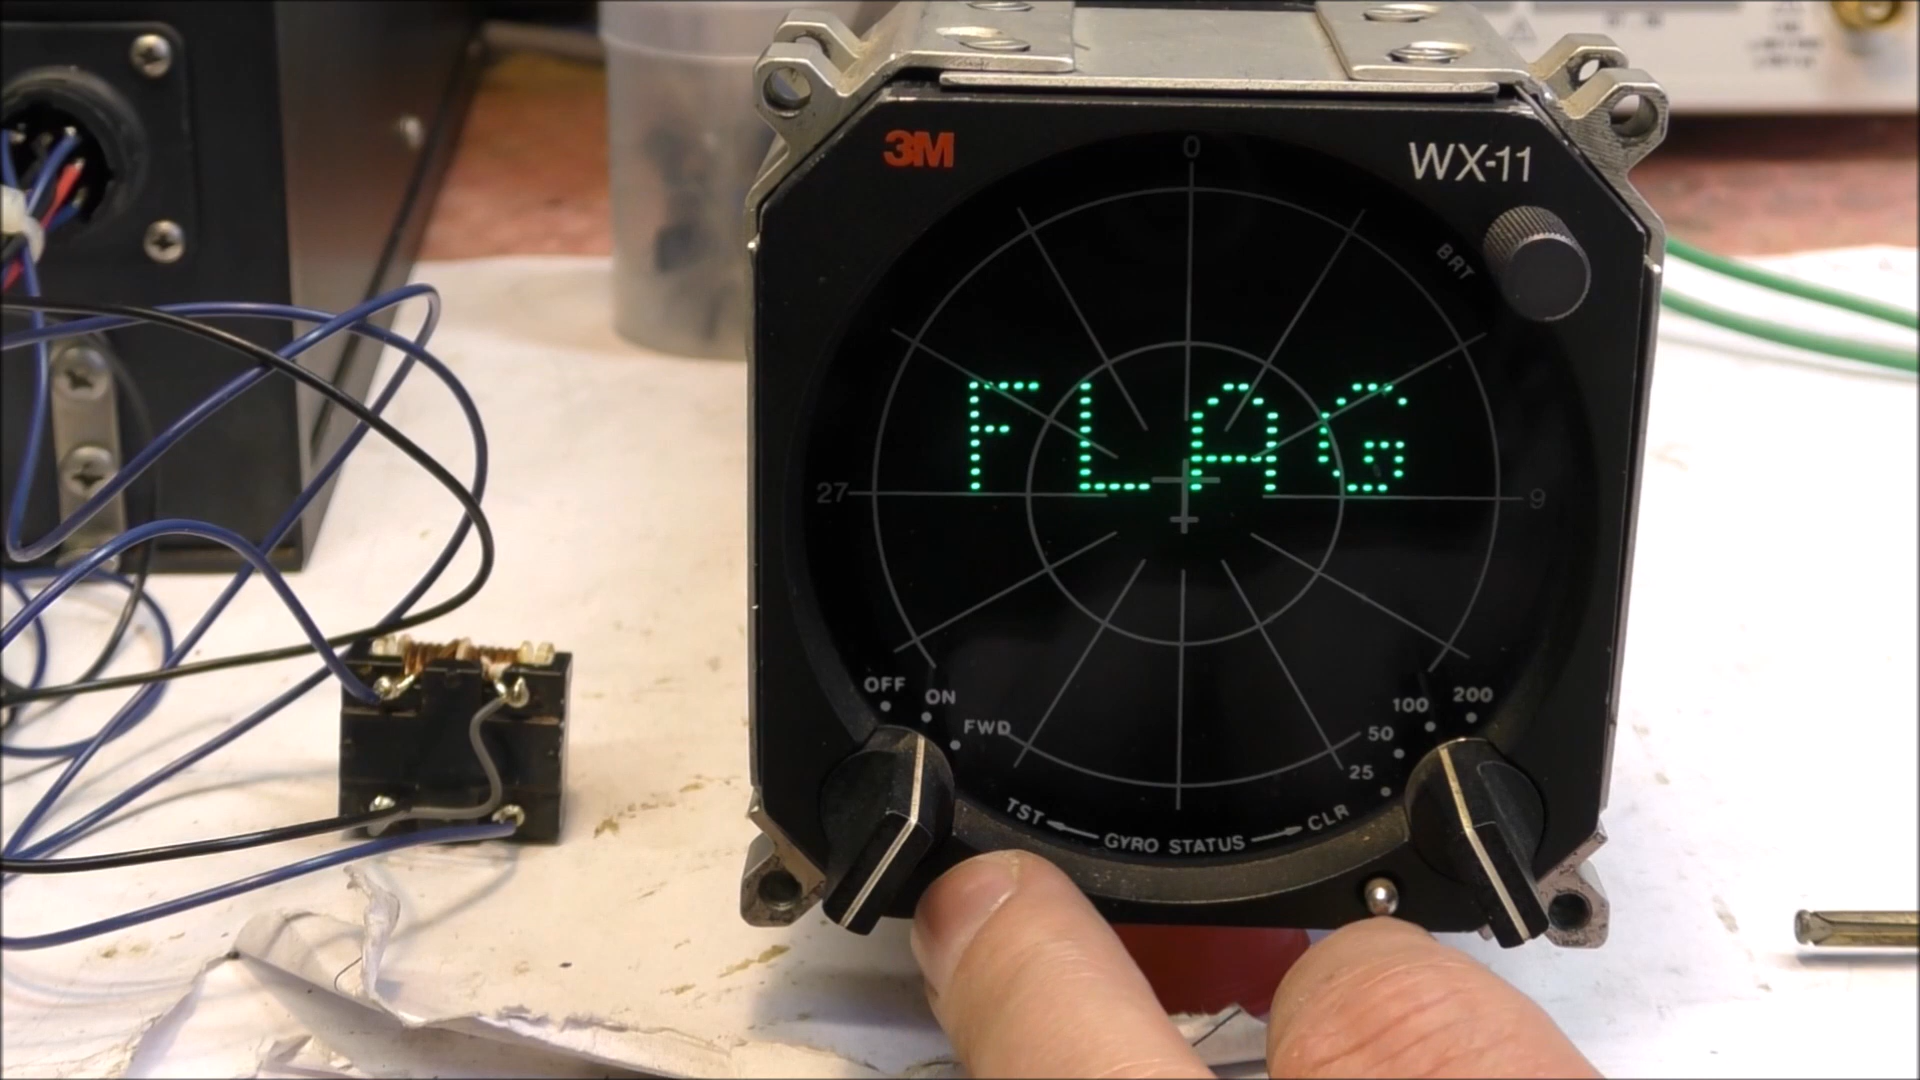 3M
WX-11
0
BRT
FLAG
27
9
OFF
ON
FWD
200
100
50
25
TST
GYRO STATUS
CLR